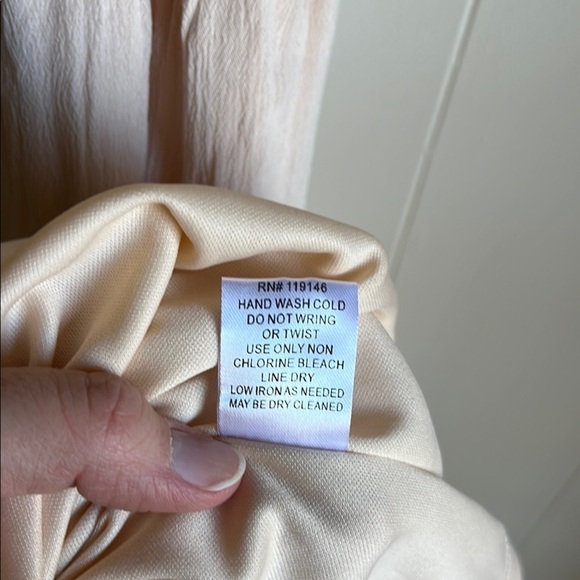 RN# 119146
HAND WASH COLD
DO NOT WRING
OR TWIST
USE ONLY NON
CHLORINE BLEACH
LINE DRY
LOW IRON AS NEEDED
MAY BE DRY CLEANED